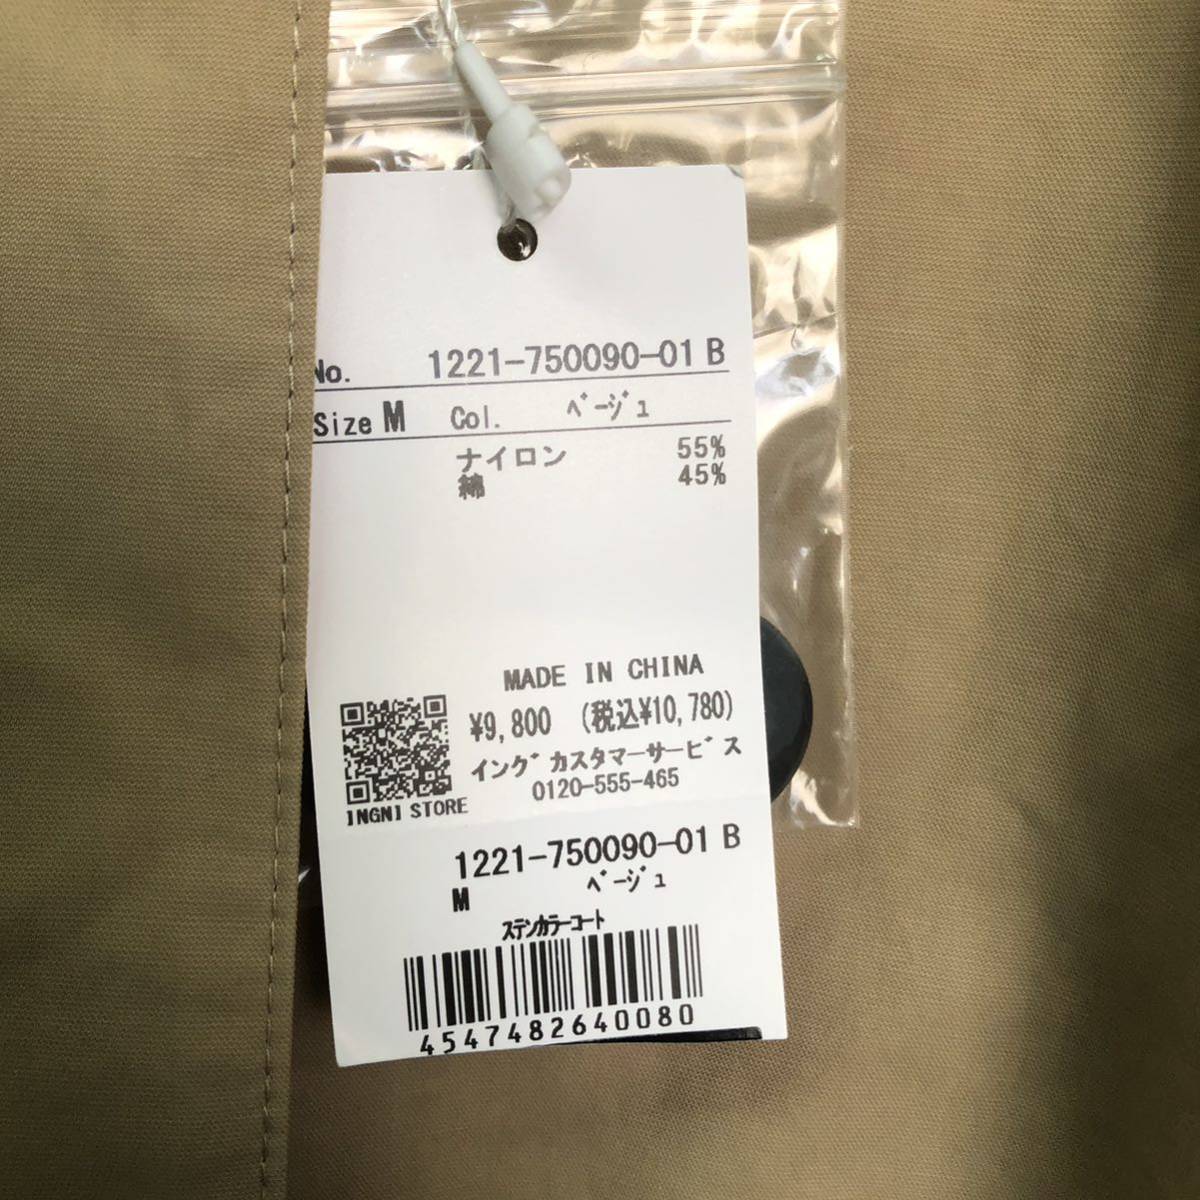 No. 1221-750090-01 B
Size M Col. ﾍﾞｰｼﾞｭ
ナイロン 55%
綿 45%
MADE IN CHINA
¥9,800 (税込¥10,780)
イングﾞカスタマーサービﾞス
0120-555-465
INGNI STORE
1221-750090-01 B
M ﾍﾞｰｼﾞｭ
ステンカラーコート
4547482640080